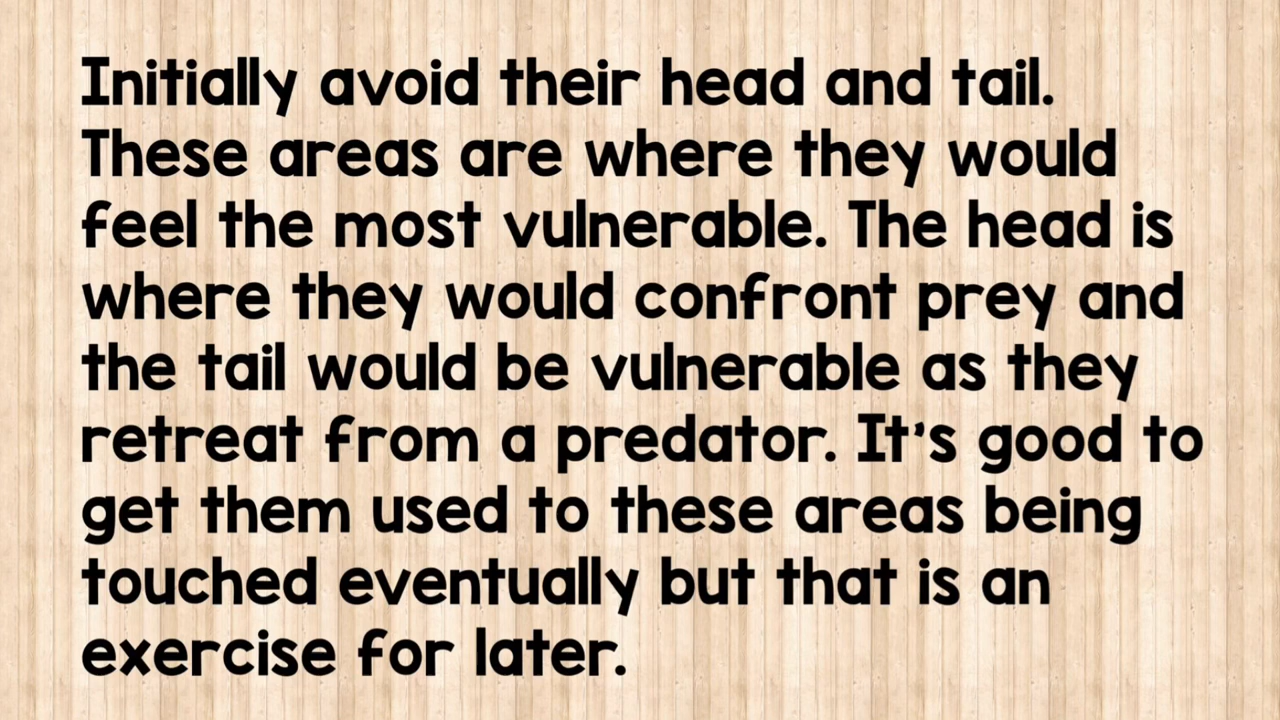 Initially avoid their head and tail.
These areas are where they would
feel the most vulnerable. The head is
where they would confront prey and
the tail would be vulnerable as they
retreat from a predator. It's good to
get them used to these areas being
touched eventually but that is an
exercise for later.